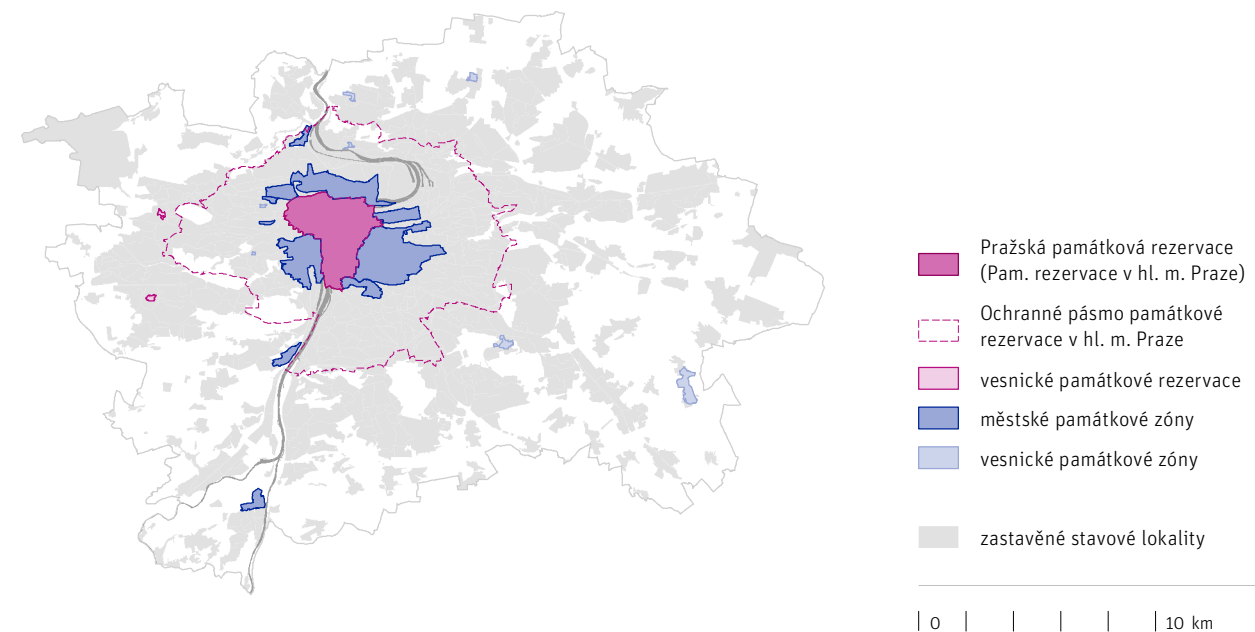 Pražská památková rezervace
(Pam. rezervace v hl. m. Praze)
Ochranné pásmo památkové
rezervace v hl. m. Praze
vesnické památkové rezervace
městské památkové zóny
vesnické památkové zóny
zastavěné stavové lokality
0 10 km